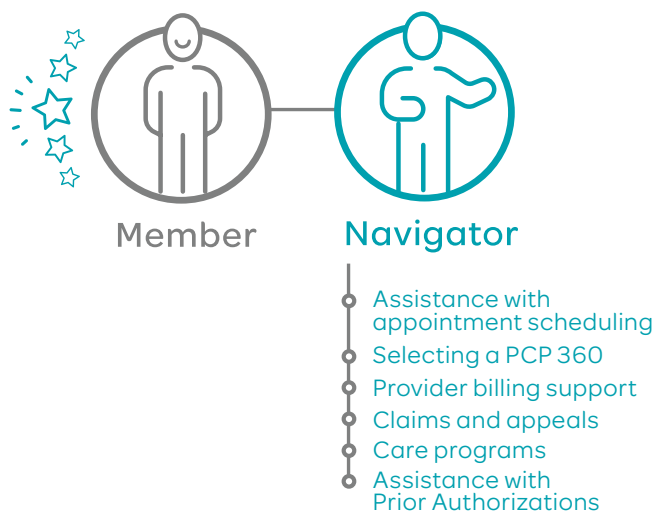 Member
Navigator
Assistance with
appointment scheduling
Selecting a PCP 360
Provider billing support
Claims and appeals
Care programs
Assistance with
Prior Authorizations